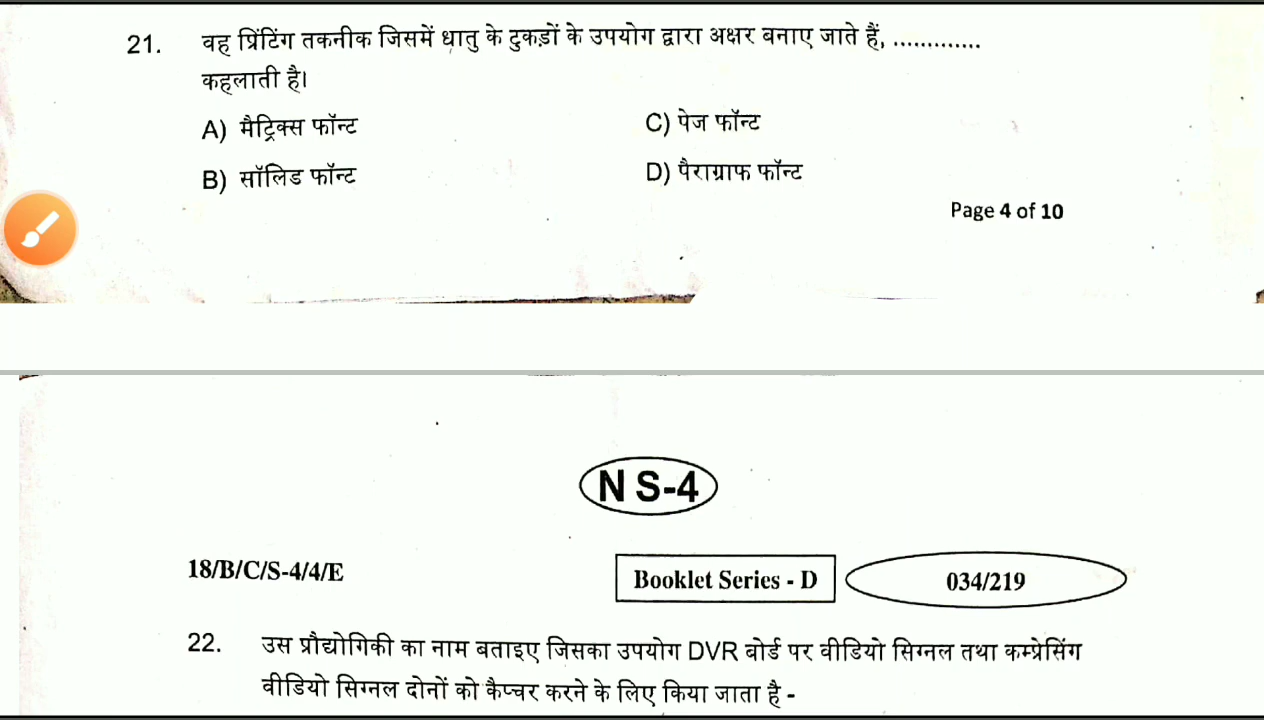 21. वह प्रिंटिंग तकनीक जिसमें धातु के टुकड़ों के उपयोग द्वारा अक्षर बनाए जाते हैं, .............
कहलाती है।
A) मैट्रिक्स फॉन्ट C) पेज फॉन्ट
B) सॉलिड फॉन्ट D) पैराग्राफ फॉन्ट
Page 4 of 10
N S-4
18/B/C/S-4/4/E Booklet Series - D 034/219
22. उस प्रौद्योगिकी का नाम बताइए जिसका उपयोग DVR बोर्ड पर वीडियो सिग्नल तथा कम्प्रेसिंग
वीडियो सिग्नल दोनों को कैप्चर करने के लिए किया जाता है -